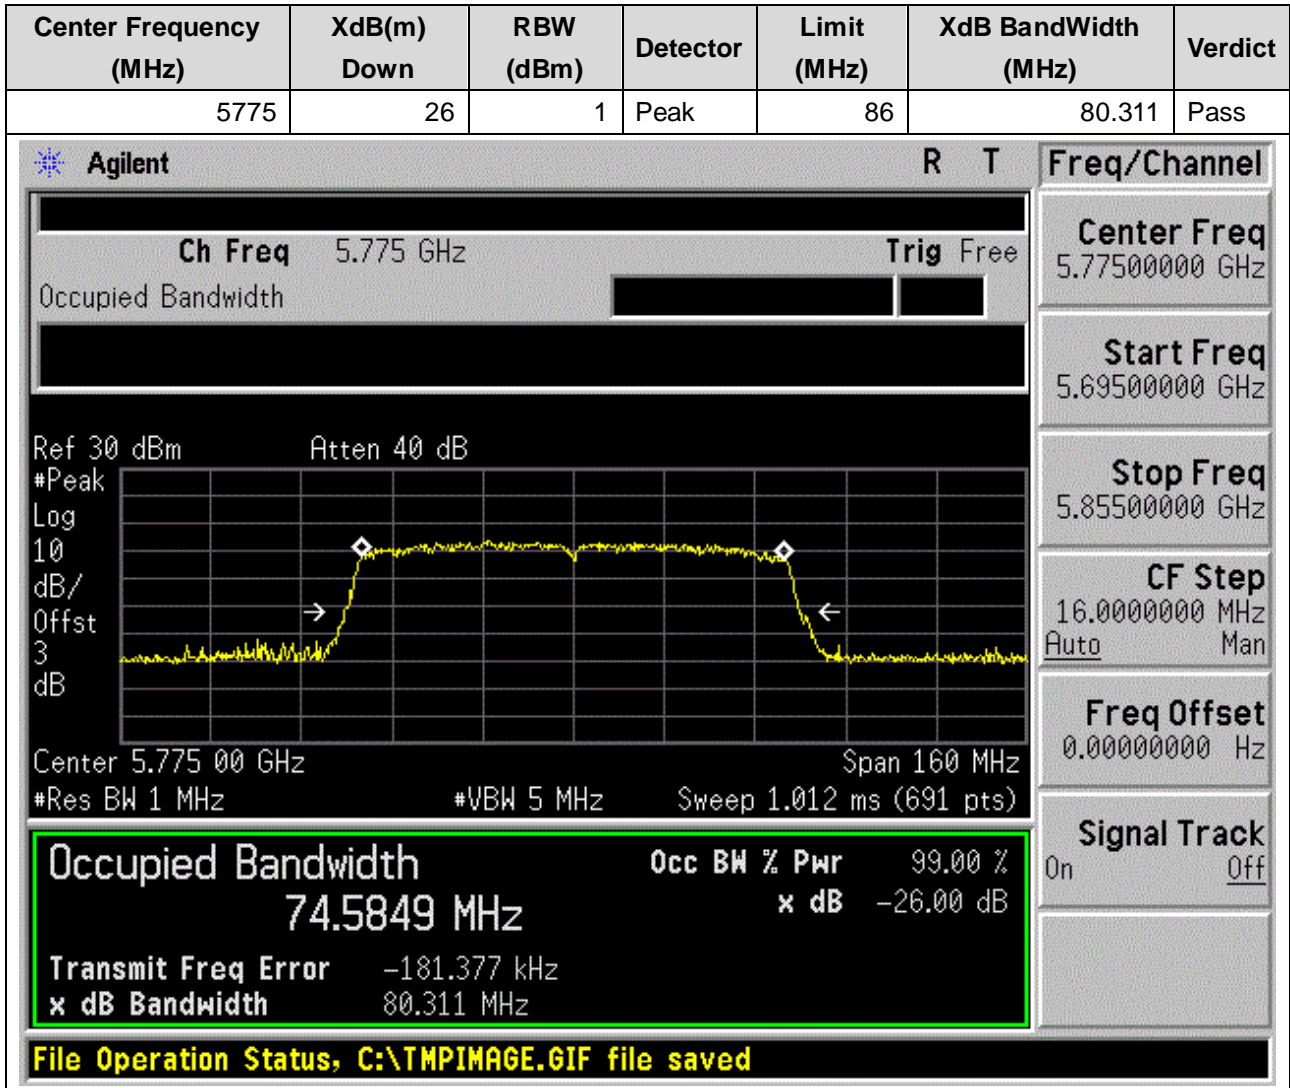 Center Frequency (MHz) XdB(m) Down RBW (dBm) Detector Limit (MHz) XdB BandWidth (MHz) Verdict
5775 26 1 Peak 86 80.311 Pass
Agilent R T Freq/Channel
Ch Freq 5.775 GHz Trig Free
Occupied Bandwidth
Center Freq
5.77500000 GHz
Start Freq
5.69500000 GHz
Stop Freq
5.85500000 GHz
CF Step
16.0000000 MHz
Auto Man
Freq Offset
0.00000000 Hz
Signal Track
On Off
Ref 30 dBm Atten 40 dB
#Peak
Log
10
dB/
Offst
3
dB
Center 5.775 00 GHz Span 160 MHz
#Res BW 1 MHz #VBW 5 MHz Sweep 1.012 ms (691 pts)
Occupied Bandwidth
74.5849 MHz
Occ BW % Pwr 99.00 %
x dB -26.00 dB
Transmit Freq Error -181.377 kHz
x dB Bandwidth 80.311 MHz
File Operation Status, C:\TMPIMAGE.GIF file saved